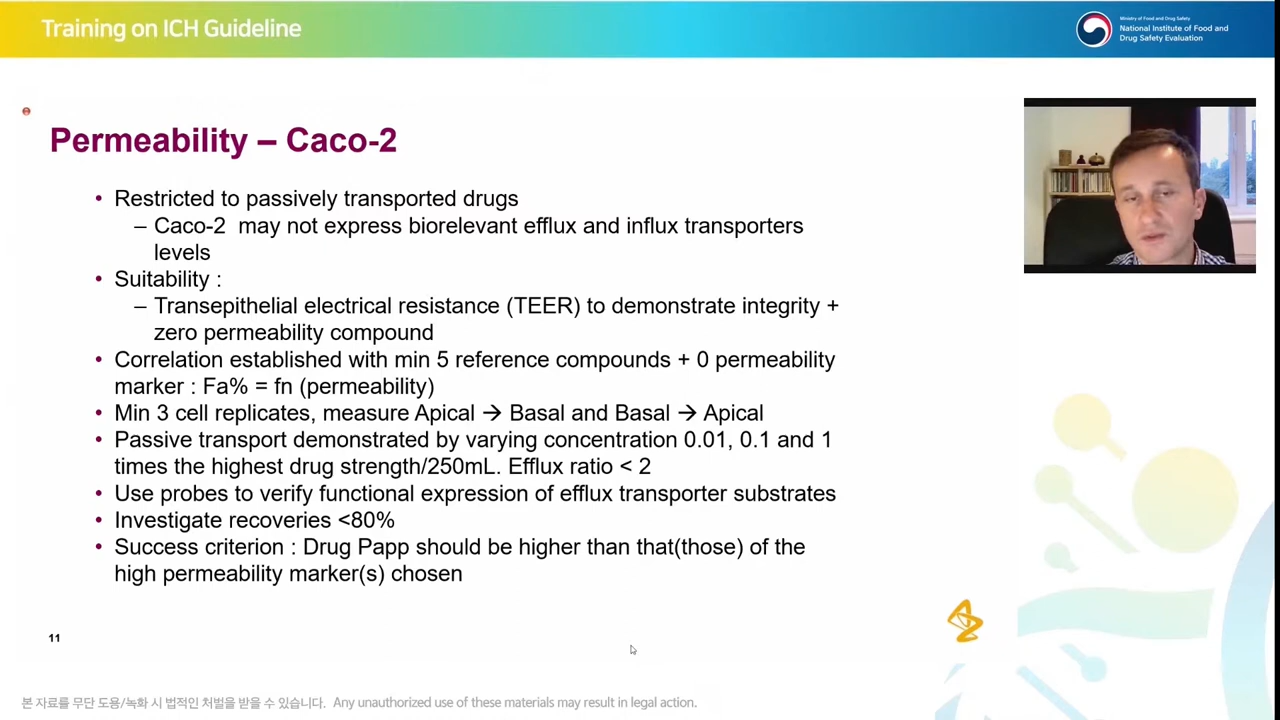 Training on ICH Guideline
Ministry of Food and Drug Safety
National Institute of Food and
Drug Safety Evaluation
Permeability – Caco-2
• Restricted to passively transported drugs
– Caco-2  may not express biorelevant efflux and influx transporters
levels
• Suitability :
– Transepithelial electrical resistance (TEER) to demonstrate integrity +
zero permeability compound
• Correlation established with min 5 reference compounds + 0 permeability
marker : Fa% = fn (permeability)
• Min 3 cell replicates, measure Apical → Basal and Basal → Apical
• Passive transport demonstrated by varying concentration 0.01, 0.1 and 1
times the highest drug strength/250mL. Efflux ratio < 2
• Use probes to verify functional expression of efflux transporter substrates
• Investigate recoveries <80%
• Success criterion : Drug Papp should be higher than that(those) of the
high permeability marker(s) chosen
11
본 자료를 무단 도용/녹화 시 법적인 처벌을 받을 수 있습니다. Any unauthorized use of these materials may result in legal action.